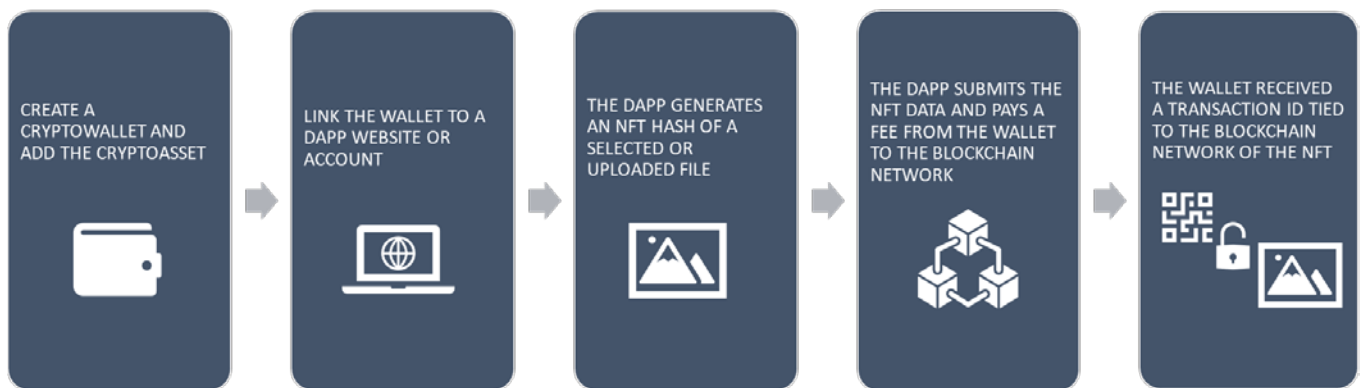 CREATE A
CRYPTOWALLET AND
ADD THE CRYPTOASSET
LINK THE WALLET TO A
DAPP WEBSITE OR
ACCOUNT
THE DAPP GENERATES
AN NFT HASH OF A
SELECTED OR
UPLOADED FILE
THE DAPP SUBMITS THE
NFT DATA AND PAYS A
FEE FROM THE WALLET
TO THE BLOCKCHAIN
NETWORK
THE WALLET RECEIVED
A TRANSACTION ID TIED
TO THE BLOCKCHAIN
NETWORK OF THE NFT